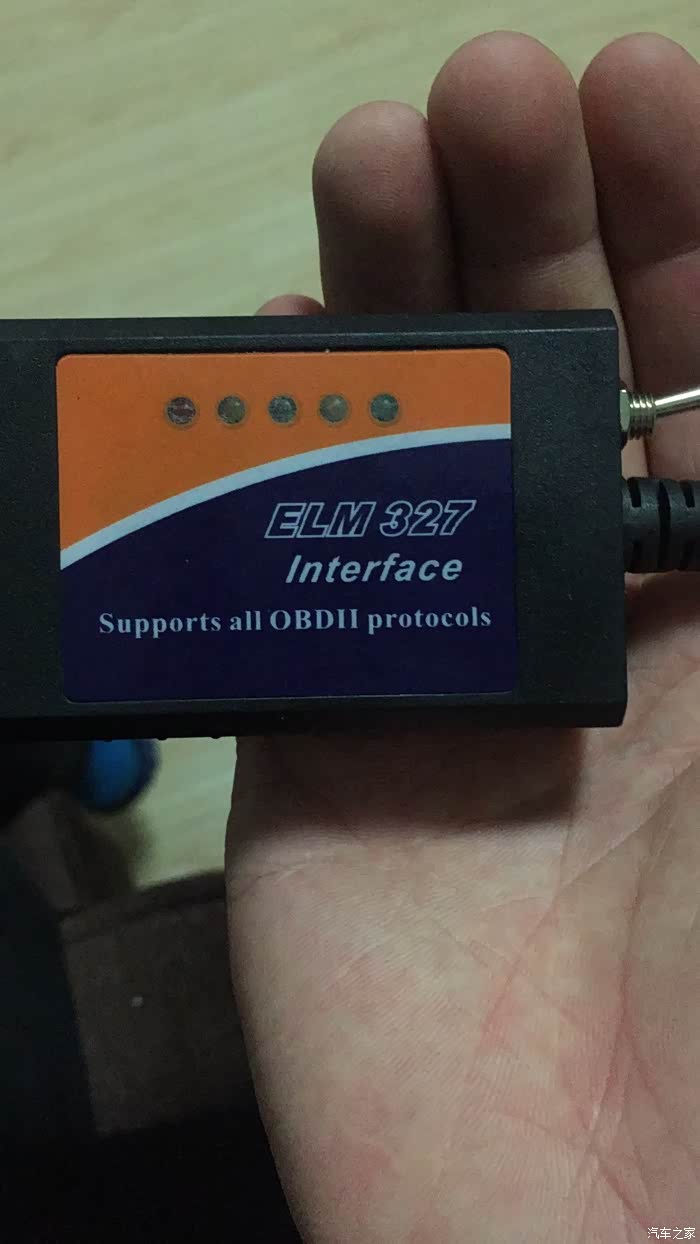 ELM 327
Interface
Supports all OBDII protocols
汽车之家